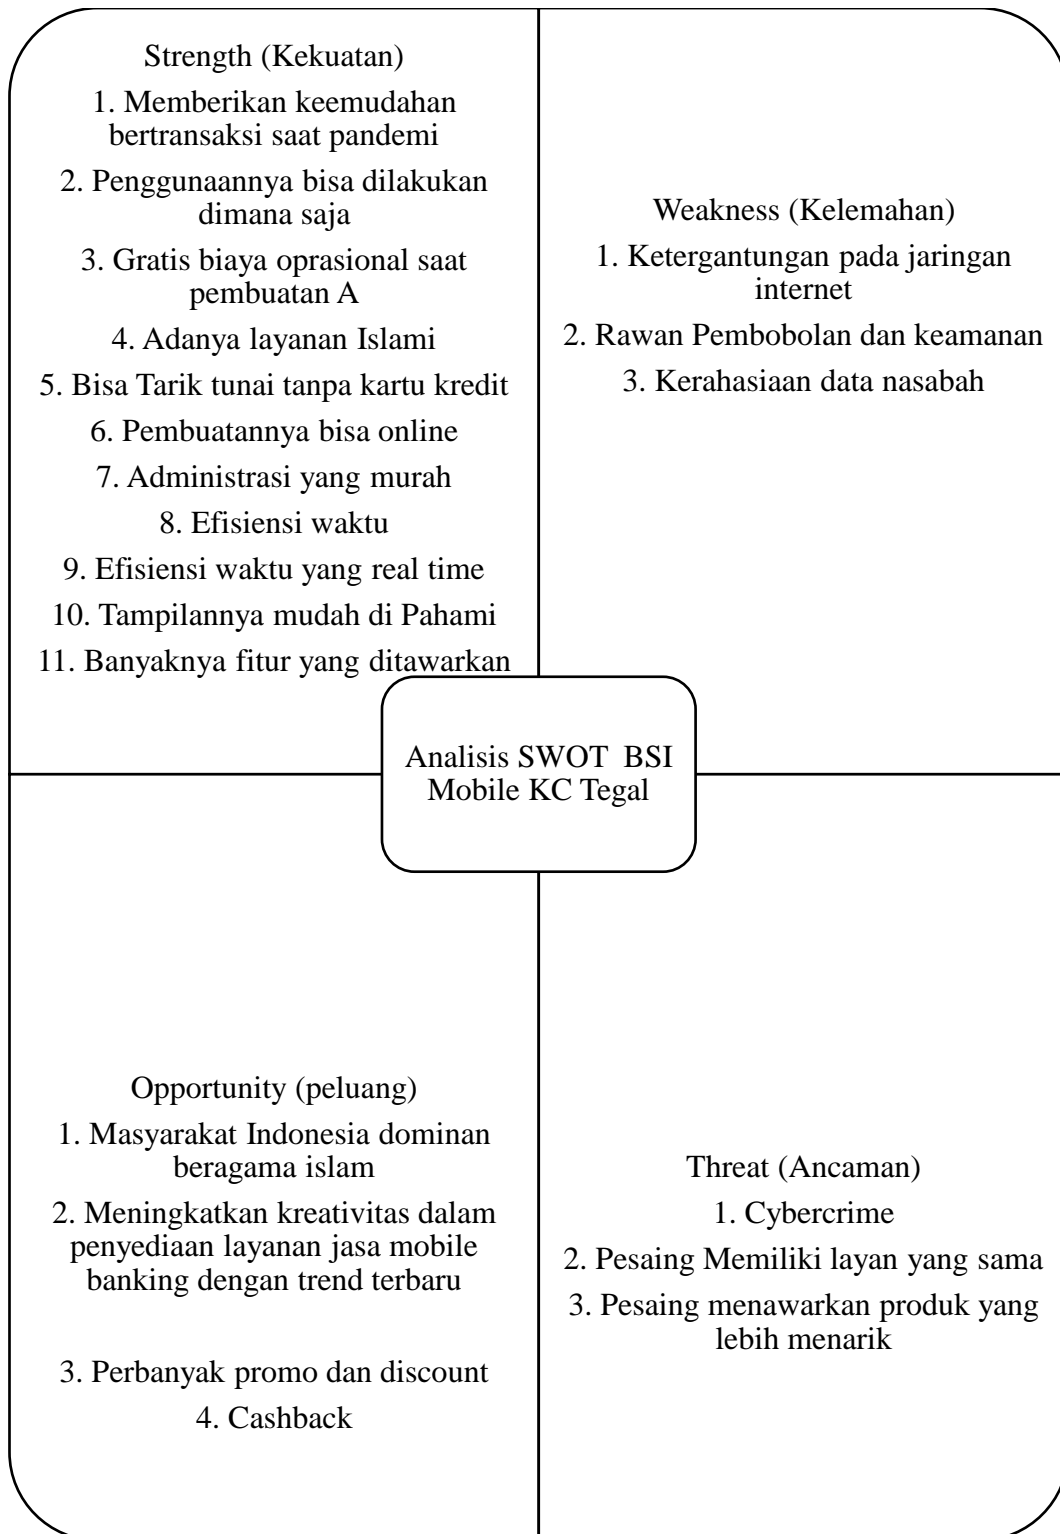 Strength (Kekuatan)
1. Memberikan keemudahan
bertransaksi saat pandemi
2. Penggunaannya bisa dilakukan
dimana saja
3. Gratis biaya oprasional saat
pembuatan A
4. Adanya layanan Islami
5. Bisa Tarik tunai tanpa kartu kredit
6. Pembuatannya bisa online
7. Administrasi yang murah
8. Efisiensi waktu
9. Efisiensi waktu yang real time
10. Tampilannya mudah di Pahami
11. Banyaknya fitur yang ditawarkan
Weakness (Kelemahan)
1. Ketergantungan pada jaringan
internet
2. Rawan Pembobolan dan keamanan
3. Kerahasiaan data nasabah
Analisis SWOT BSI
Mobile KC Tegal
Opportunity (peluang)
1. Masyarakat Indonesia dominan
beragama islam
2. Meningkatkan kreativitas dalam
penyediaan layanan jasa mobile
banking dengan trend terbaru
3. Perbanyak promo dan discount
4. Cashback
Threat (Ancaman)
1. Cybercrime
2. Pesaing Memiliki layan yang sama
3. Pesaing menawarkan produk yang
lebih menarik